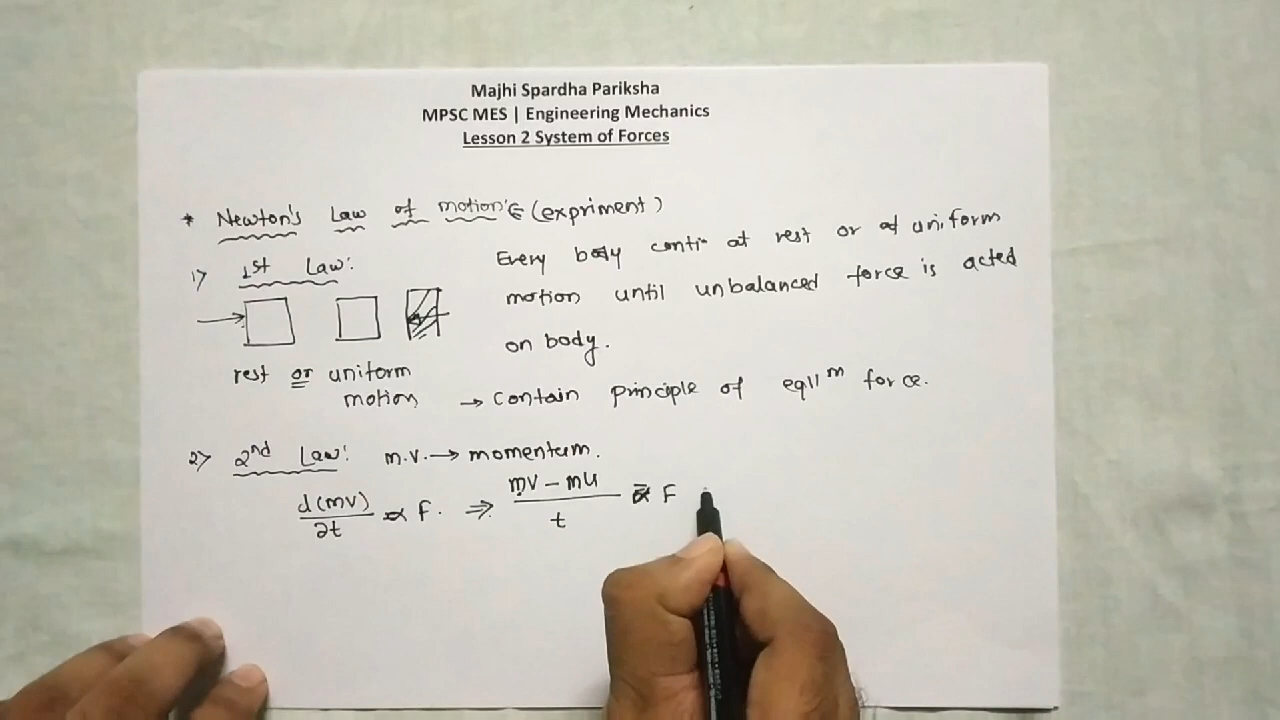 Majhi Spardha Pariksha
MPSC MES | Engineering Mechanics
Lesson 2 System of Forces
* Newton's Law of motion's (expriment)
1) 1st Law:
Every body conti^n at rest or at uniform
motion until unbalanced force is acted
on body.
rest or uniform
motion
→ contain principle of eqll^m force.
2) 2nd Law: m.v. → momentum.
d(mv)/∂t ∝ F. ⇒ mv - mu/t ∝ F